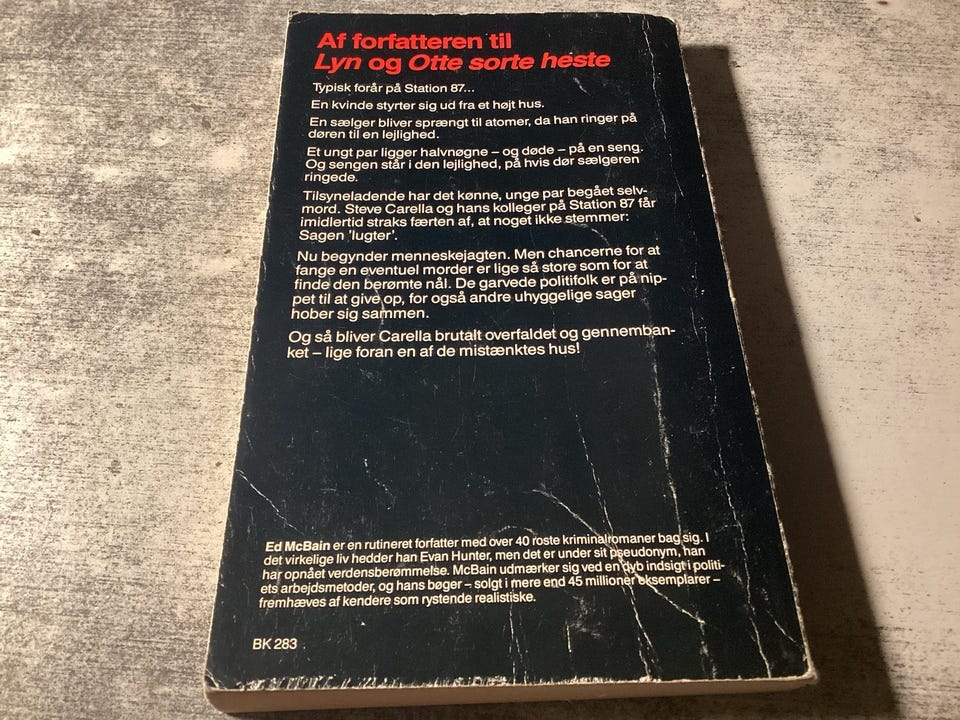 Af forfatteren til
Lyn og Otte sorte heste
Typisk forår på Station 87...
En kvinde styrter sig ud fra et højt hus.
En sælger bliver sprængt til atomer, da han ringer på
døren til en lejlighed.
Et ungt par ligger halvnøgne – og døde – på en seng.
Og sengen står i den lejlighed, på hvis dør sælgeren
ringede.
Tilsyneladende har det kønne, unge par begået selv-
mord. Steve Carella og hans kolleger på Station 87 får
imidlertid straks færten af, at noget ikke stemmer:
Sagen 'lugter'.
Nu begynder menneskejagten. Men chancerne for at
fange en eventuel morder er lige så store som for at
finde den berømte nål. De garvede politifolk er på nip-
pet til at give op, for også andre uhyggelige sager
hober sig sammen.
Og så bliver Carella brutalt overfaldet og gennemban-
ket – lige foran en af de mistænktes hus!
Ed McBain er en rutineret forfatter med over 40 roste kriminalromaner bag sig. I
det virkelige liv hedder han Evan Hunter, men det er under sit pseudonym, han
har opnået verdensberømmelse. McBain udmærker sig ved en dyb indsigt i politi-
ets arbejdsmetoder, og hans bøger – solgt i mere end 45 millioner eksemplarer –
fremhæves af kendere som rystende realistiske.
BK 283